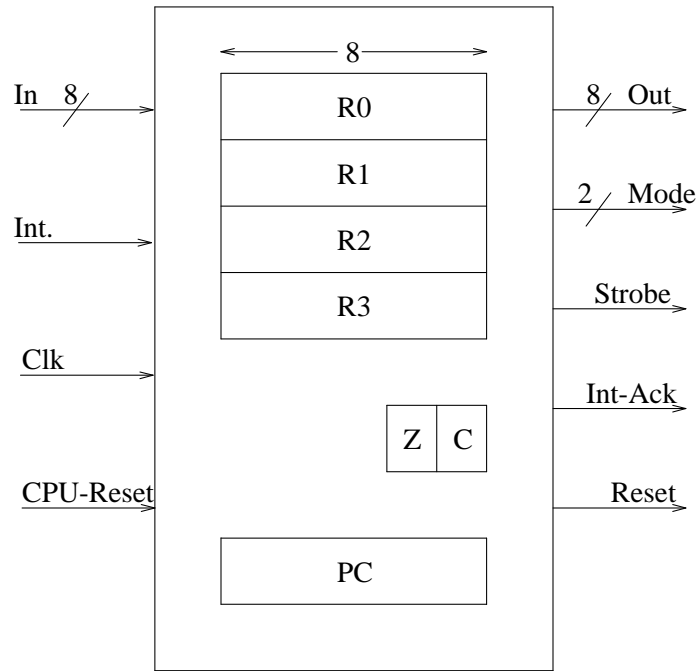 8
In 8
R0
8 Out
R1
2 Mode
Int.
R2
R3
Strobe
Clk
Int-Ack
Z C
CPU-Reset
Reset
PC